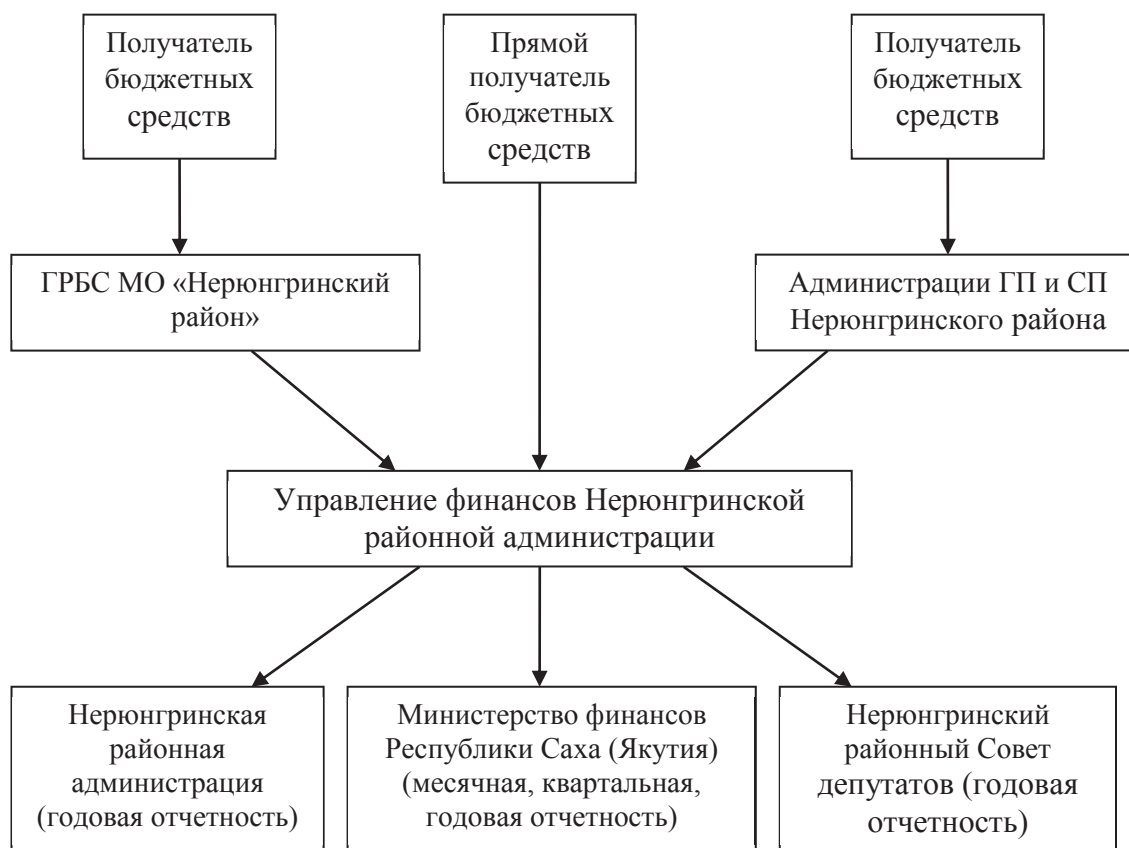 Получатель
бюджетных
средств
Прямой
получатель
бюджетных
средств
Получатель
бюджетных
средств
ГРБС МО «Нерюнгринский
район»
Администрации ГП и СП
Нерюнгринского района
Управление финансов Нерюнгринской
районной администрации
Нерюнгринская
районная
администрация
(годовая отчетность)
Министерство финансов
Республики Саха (Якутия)
(месячная, квартальная,
годовая отчетность)
Нерюнгринский
районный Совет
депутатов (годовая
отчетность)